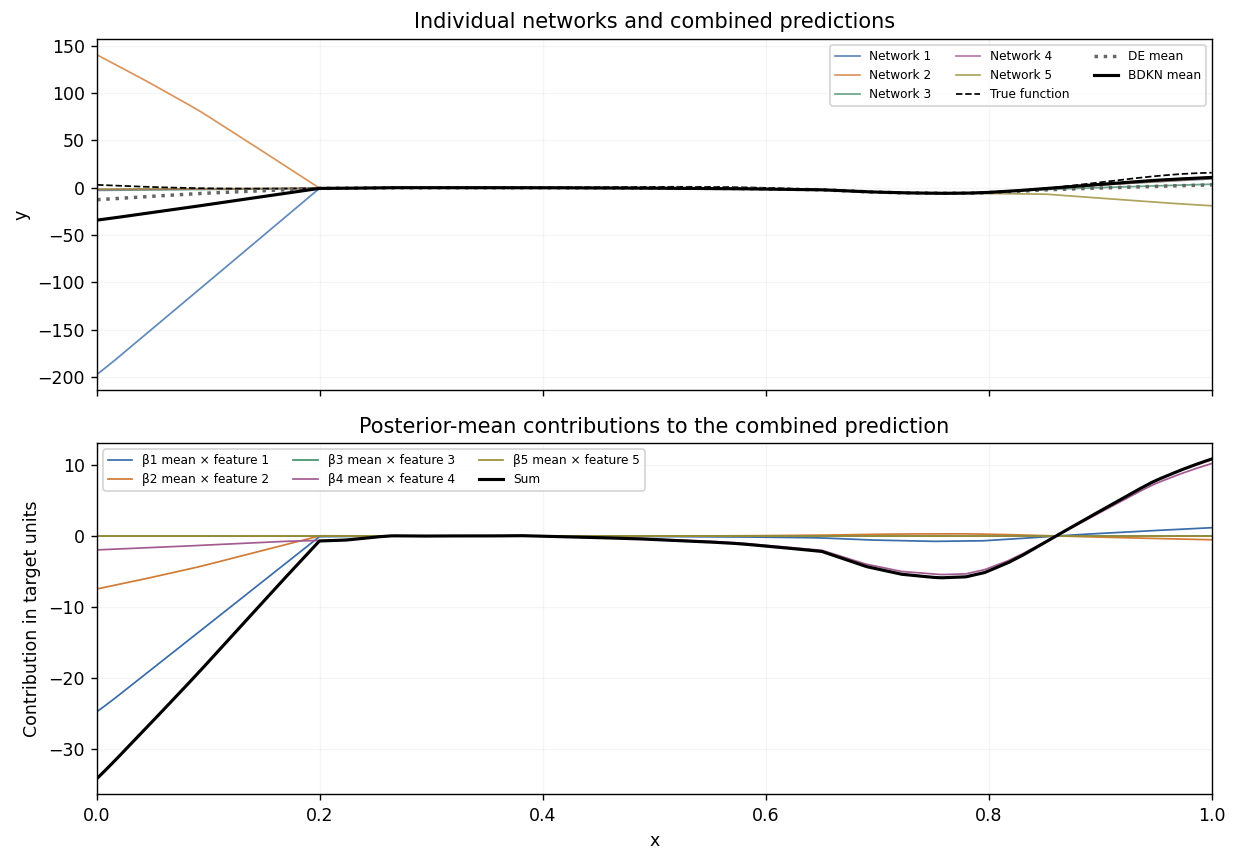 Individual networks and combined predictions
150
100
50
0
−50
−100
−150
−200
y
Network 1
Network 2
Network 3
Network 4
Network 5
True function
DE mean
BDKN mean
Posterior-mean contributions to the combined prediction
10
0
−10
−20
−30
Contribution in target units
β1 mean × feature 1
β2 mean × feature 2
β3 mean × feature 3
β4 mean × feature 4
β5 mean × feature 5
Sum
0.0
0.2
0.4
0.6
0.8
1.0
x